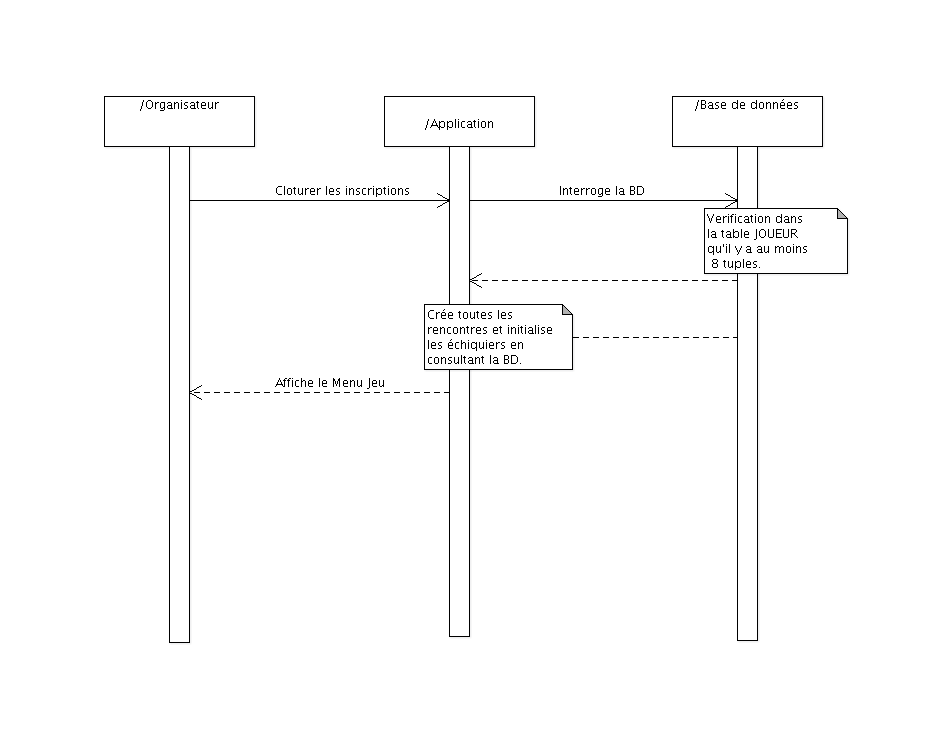 /Organisateur
/Application
/Base de données
Cloturer les inscriptions
Interroge la BD
Verification dans
la table JOUEUR
qu'il y a au moins
8 tuples.
Crée toutes les
rencontres et initialise
les échiquiers en
consultant la BD.
Affiche le Menu Jeu